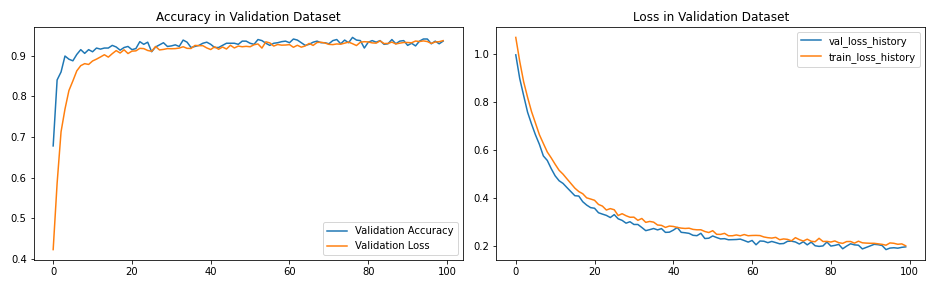 Accuracy in Validation Dataset
0.9
0.8
0.7
0.6
0.5
0.4
0 20 40 60 80 100
Validation Accuracy
Validation Loss
Loss in Validation Dataset
1.0
0.8
0.6
0.4
0.2
0 20 40 60 80 100
val_loss_history
train_loss_history